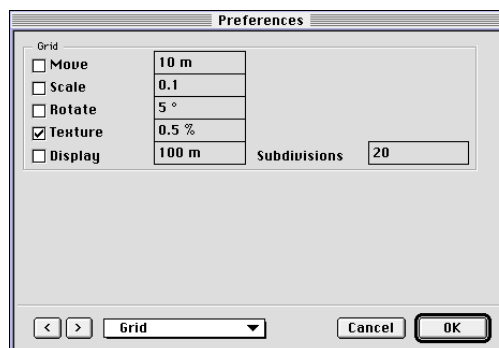 Preferences
Grid
Move 10 m
Scale 0.1
Rotate 5 °
Texture 0.5 %
Display 100 m Subdivisions 20
< > Grid Cancel OK